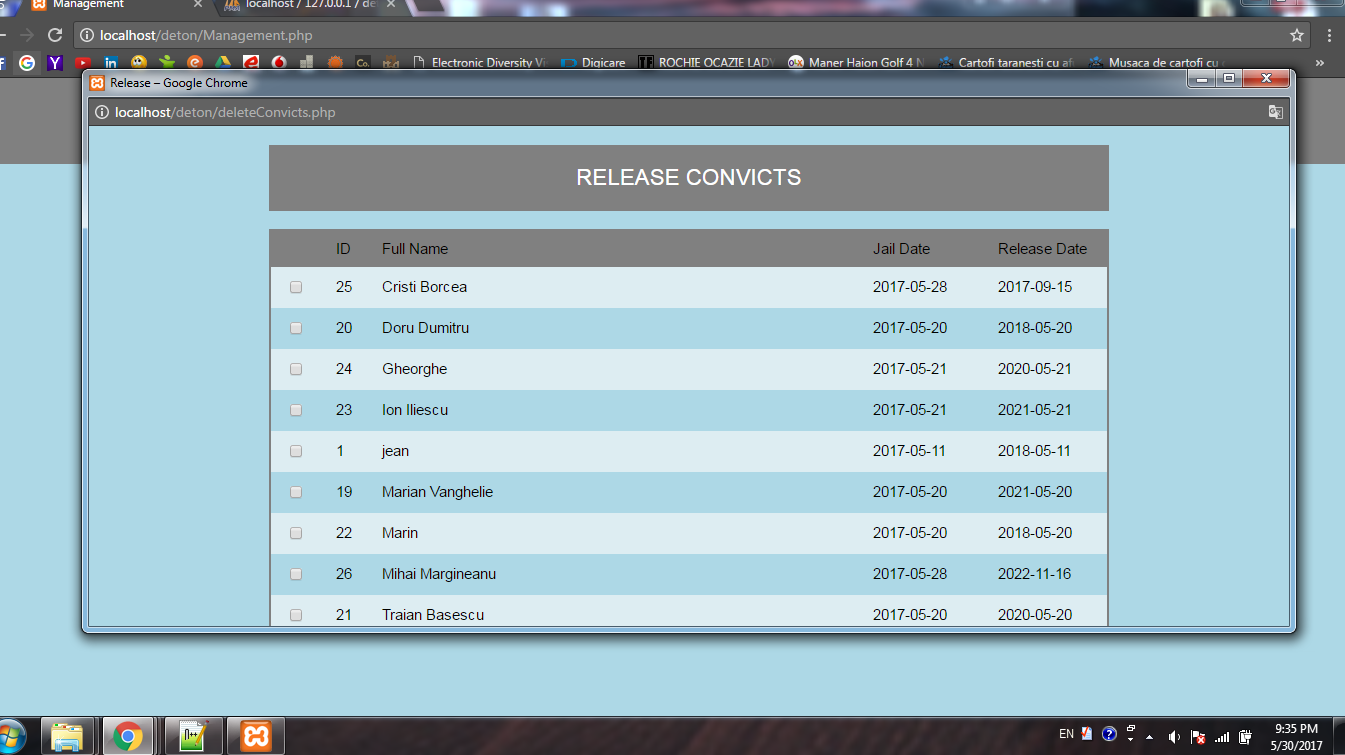 Management
localhost / 127.0.0.1 / de
localhost/deton/Management.php
Electronic Diversity Vi
Digicare
ROCHIE OCAZIE LADY
Maner Haion Golf 4 N
Cartofi taranesti cu af
Musaca de cartofi cu
Release – Google Chrome
localhost/deton/deleteConvicts.php
RELEASE CONVICTS
ID Full Name Jail Date Release Date
25 Cristi Borcea 2017-05-28 2017-09-15
20 Doru Dumitru 2017-05-20 2018-05-20
24 Gheorghe 2017-05-21 2020-05-21
23 Ion Iliescu 2017-05-21 2021-05-21
1 jean 2017-05-11 2018-05-11
19 Marian Vanghelie 2017-05-20 2021-05-20
22 Marin 2017-05-20 2018-05-20
26 Mihai Margineanu 2017-05-28 2022-11-16
21 Traian Basescu 2017-05-20 2020-05-20
EN
9:35 PM
5/30/2017